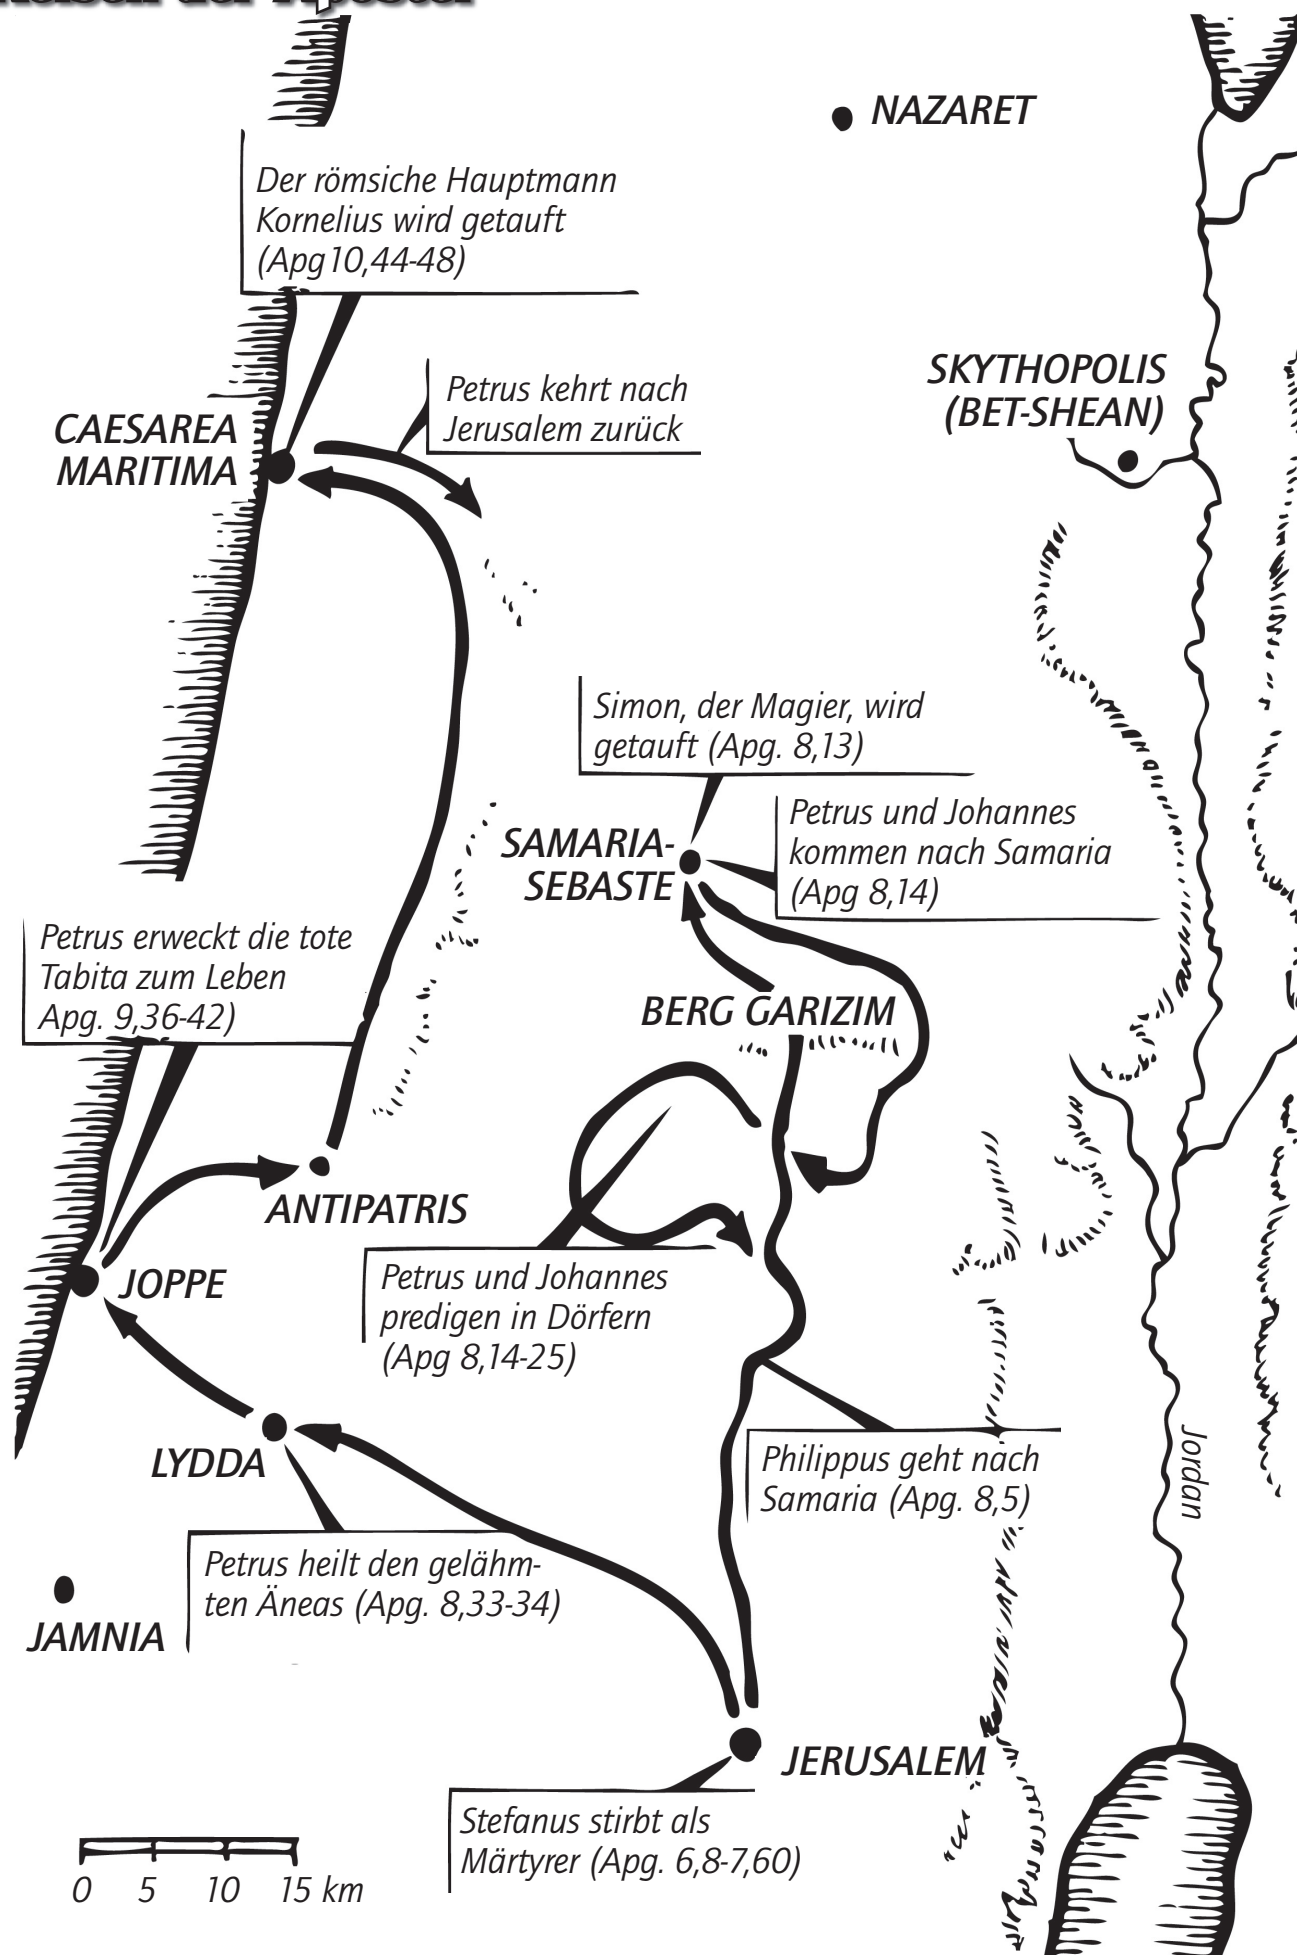 NAZARET
Der römsiche Hauptmann
Kornelius wird getauft
(Apg10,44-48)
SKYTHOPOLIS
(BET-SHEAN)
Petrus kehrt nach
Jerusalem zurück
CAESAREA
MARITIMA
Simon, der Magier, wird
getauft (Apg. 8,13)
Petrus und Johannes
kommen nach Samaria
(Apg 8,14)
SAMARIA-
SEBASTE
Petrus erweckt die tote
Tabita zum Leben
Apg. 9,36-42)
BERG GARIZIM
ANTIPATRIS
JOPPE
Petrus und Johannes
predigen in Dörfern
(Apg 8,14-25)
LYDDA
Philippus geht nach
Samaria (Apg. 8,5)
Jordan
Petrus heilt den gelähm-
ten Äneas (Apg. 8,33-34)
JAMNIA
JERUSALEM
Stefanus stirbt als
Märtyrer (Apg. 6,8-7,60)
0 5 10 15 km